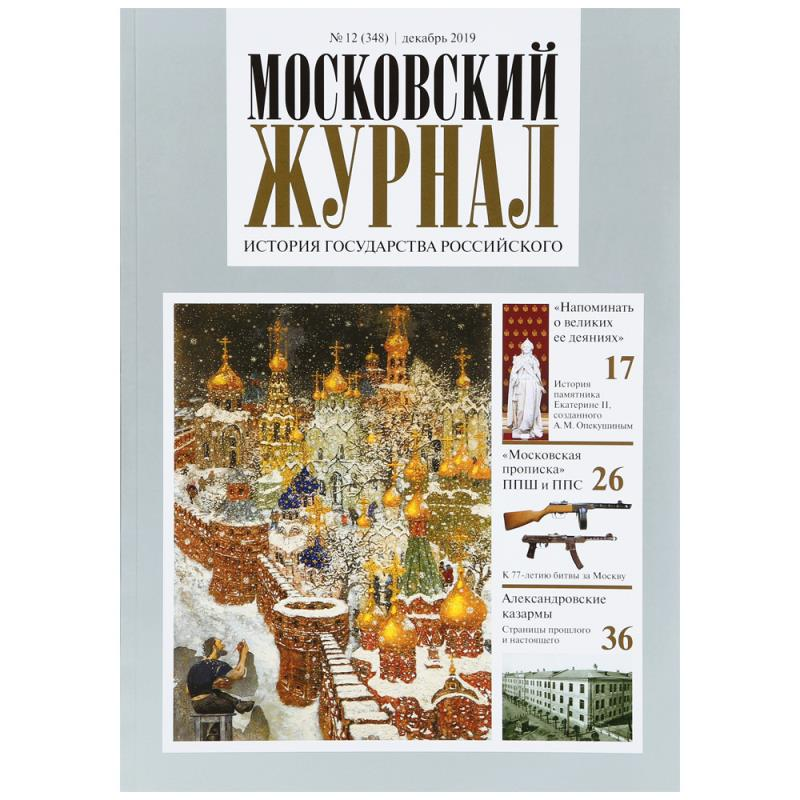 № 12 (348) | декабрь 2019
МОСКОВСКИЙ
ЖУРНАЛ
ИСТОРИЯ ГОСУДАРСТВА РОССИЙСКОГО
«Напоминать
о великих
ее деяниях»
17
История
памятника
Екатерине II,
созданного
А.М. Опекушиным
«Московская
прописка»
ППШ и ППС
26
К 77-летию битвы за Москву
Александровские
казармы
Страницы прошлого
и настоящего
36